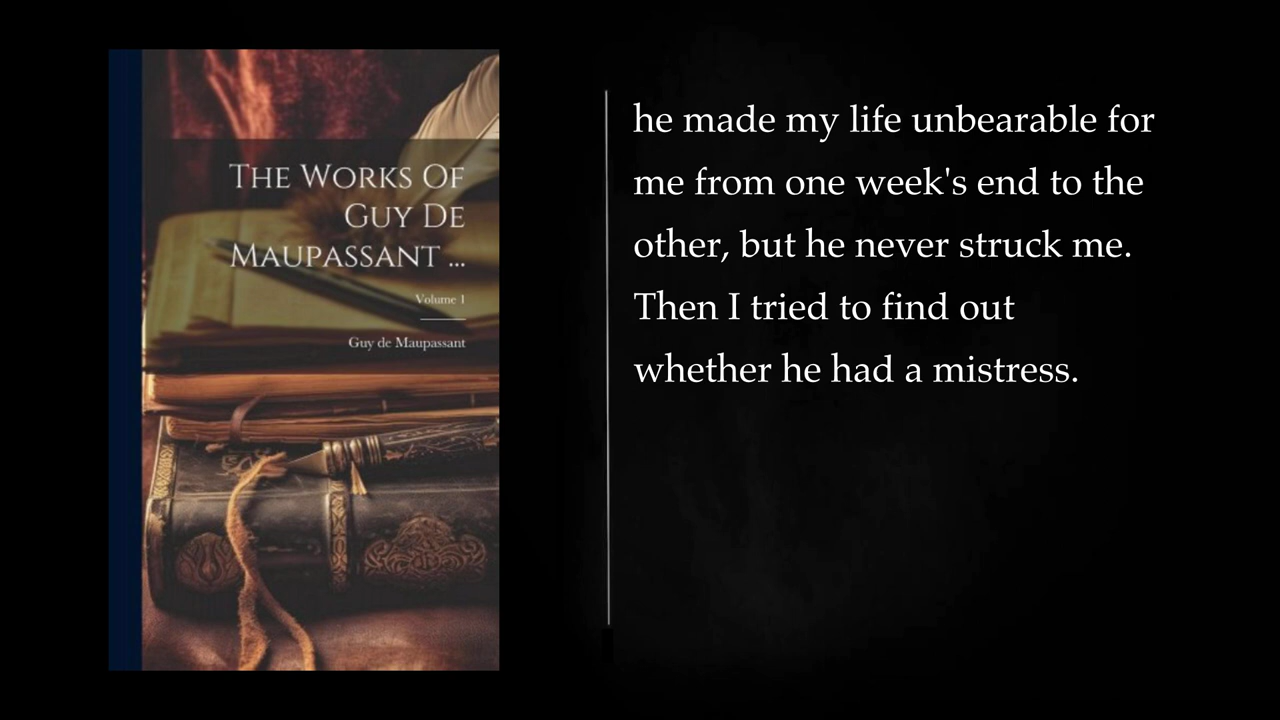 The Works Of
Guy De
Maupassant ...
Volume 1
Guy de Maupassant
he made my life unbearable for
me from one week's end to the
other, but he never struck me.
Then I tried to find out
whether he had a mistress.